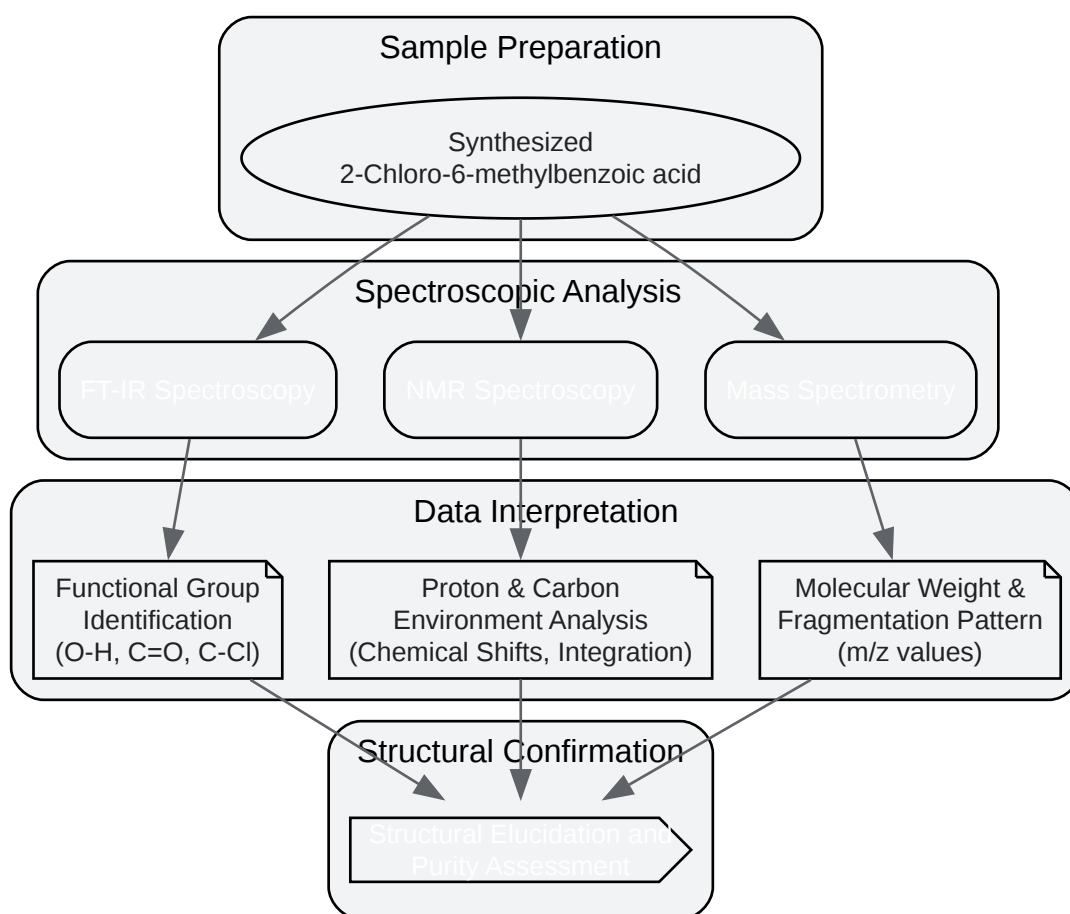 Sample Preparation
Synthesized
2-Chloro-6-methylbenzoic acid
Spectroscopic Analysis
FT-IR Spectroscopy
NMR Spectroscopy
Mass Spectrometry
Data Interpretation
Functional Group
Identification
(O-H, C=O, C-Cl)
Proton & Carbon
Environment Analysis
(Chemical Shifts, Integration)
Molecular Weight &
Fragmentation Pattern
(m/z values)
Structural Confirmation
Structural Elucidation and
Purity Assessment